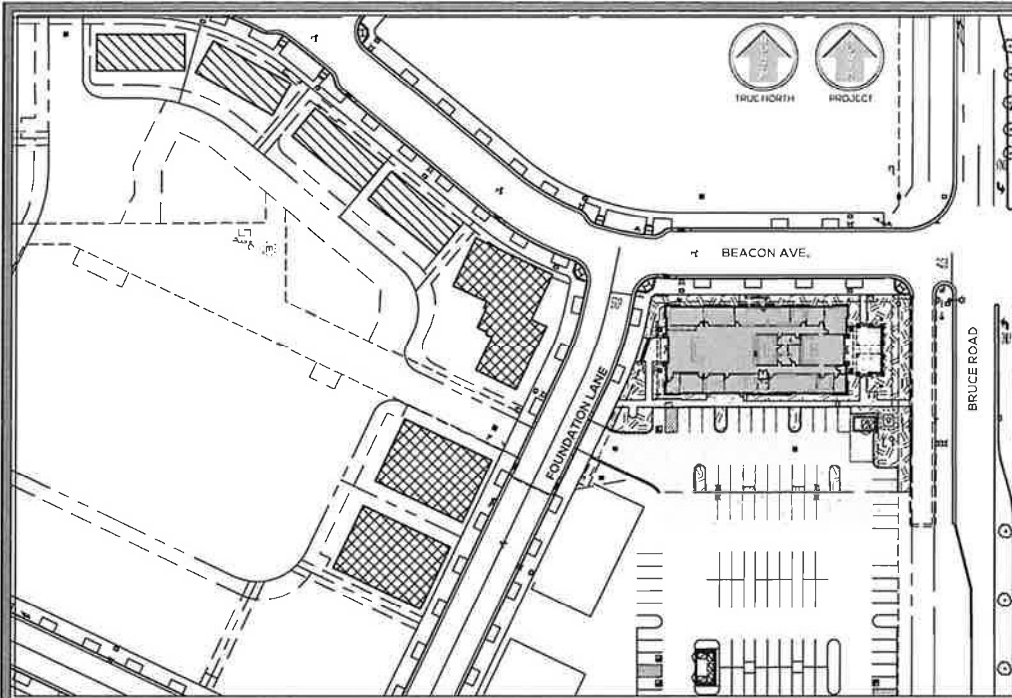 TRUE NORTH
PROJECT
BEACON AVE.
BRUCE ROAD
FOUNDATION LANE